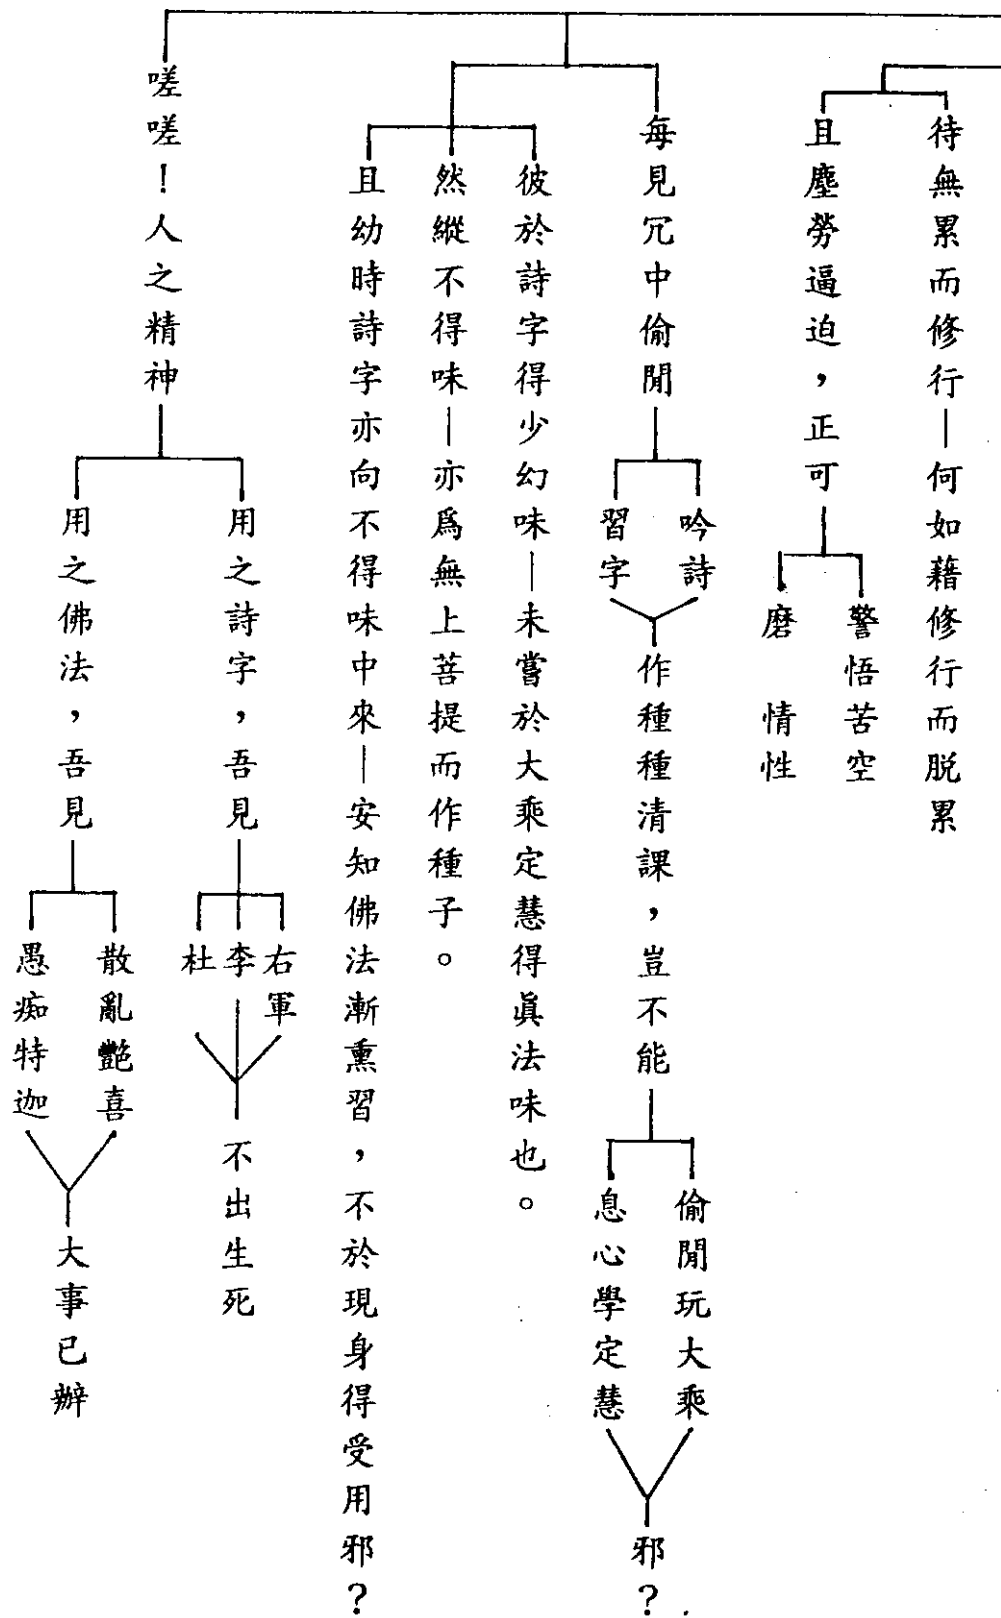 待無累而修行—何如藉修行而脱累
且塵勞逼迫，正可
警悟苦空
磨 情性
每見冗中偷閒
吟詩
習字
作種種清課，豈不能
偷閒玩大乘
息心學定慧
邪？
彼於詩字得少幻味—未嘗於大乘定慧得眞法味也。
然縱不得味—亦爲無上菩提而作種子。
且幼時詩字亦向不得味中來—安知佛法漸熏習，不於現身得受用邪？
嗟嗟！人之精神
用之詩字，吾見
右軍
李
杜
不出生死
用之佛法，吾見
散亂艷喜
愚痴特迦
大事已辦